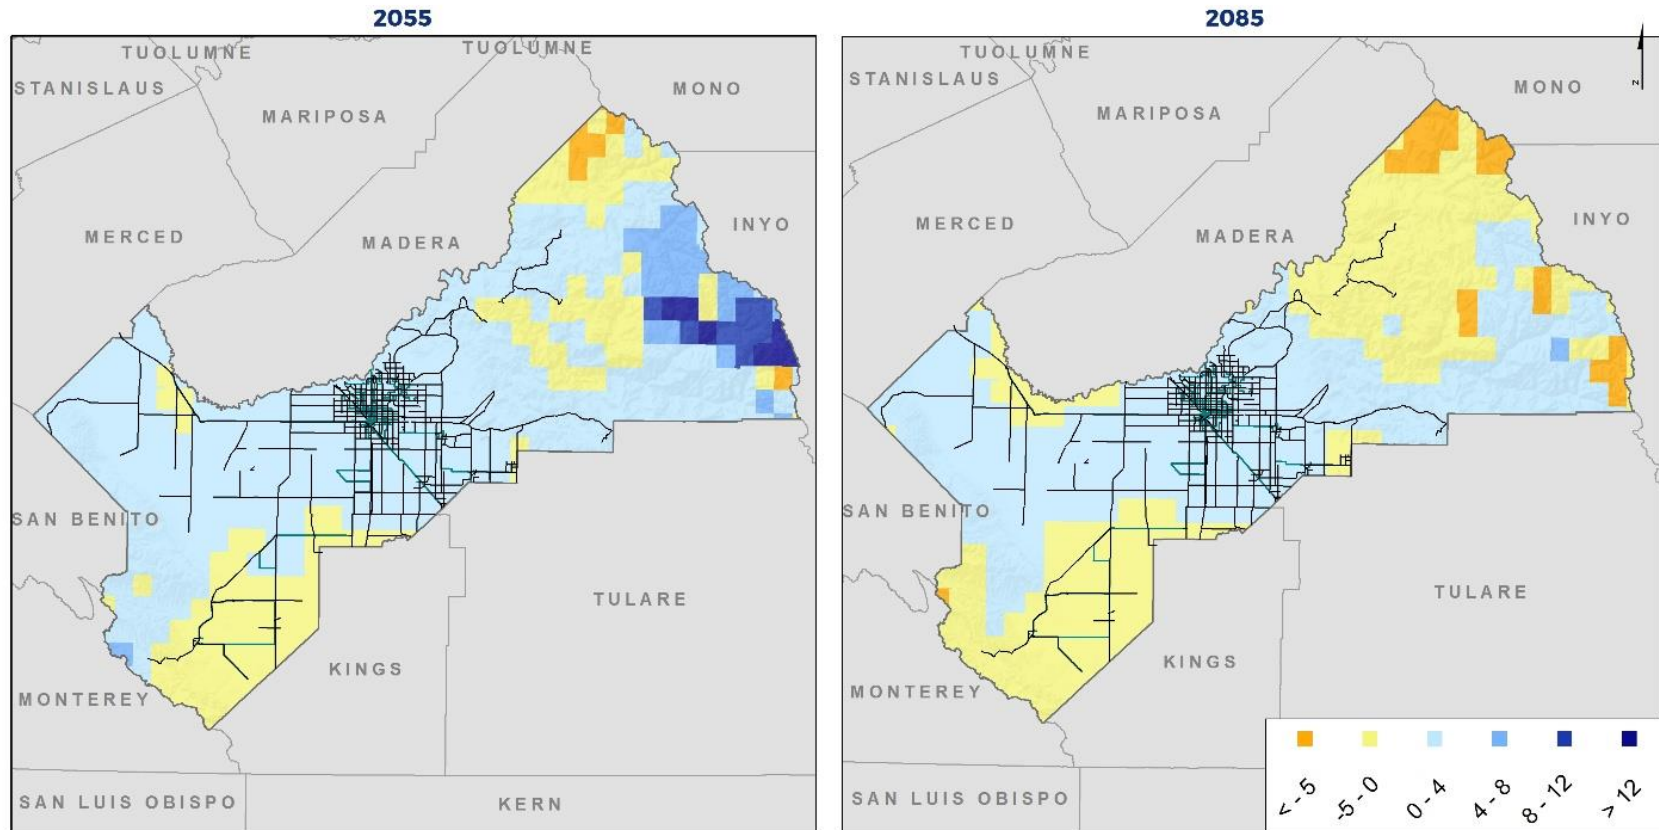 2055
2085
TUOLUMNE
TUOLUMNE
STANISLAUS
MARIPOSA
MONO
MERCED
MADERA
INYO
SAN BENITO
TULARE
KINGS
MONTEREY
SAN LUIS OBISPO
KERN
TUOLUMNE
STANISLAUS
MARIPOSA
MONO
MERCED
MADERA
INYO
SAN BENITO
TULARE
KINGS
MONTEREY
SAN LUIS OBISPO
N
< - 5
-5 - 0
0 - 4
4 - 8
8 - 12
> 12